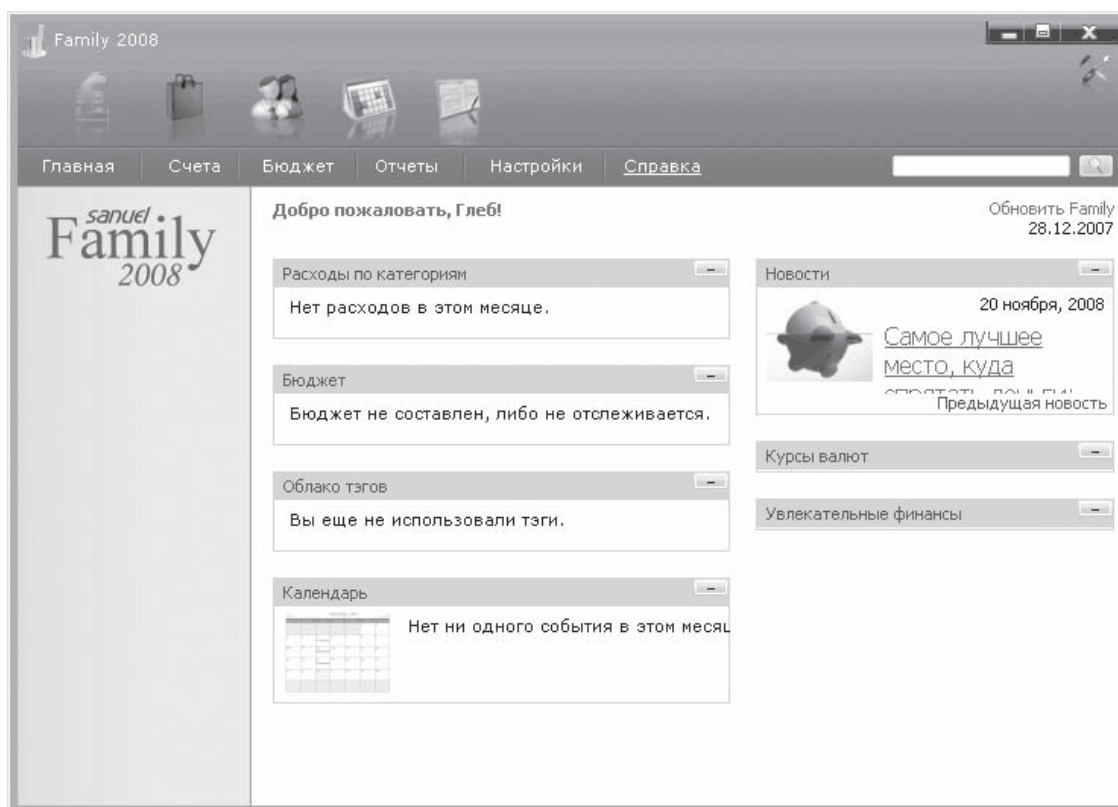 Family 2008
Главная
Счета
Бюджет
Отчеты
Настройки
Справка
sanuel
Family
2008
Добро пожаловать, Глеб!
Обновить Family
28.12.2007
Расходы по категориям
Нет расходов в этом месяце.
Бюджет
Бюджет не составлен, либо не отслеживается.
Облако тэгов
Вы еще не использовали тэги.
Календарь
Нет ни одного события в этом месяц
Новости
20 ноября, 2008
Самое лучшее
место, куда
спрятать деньги:
Предыдущая новость
Курсы валют
Увлекательные финансы